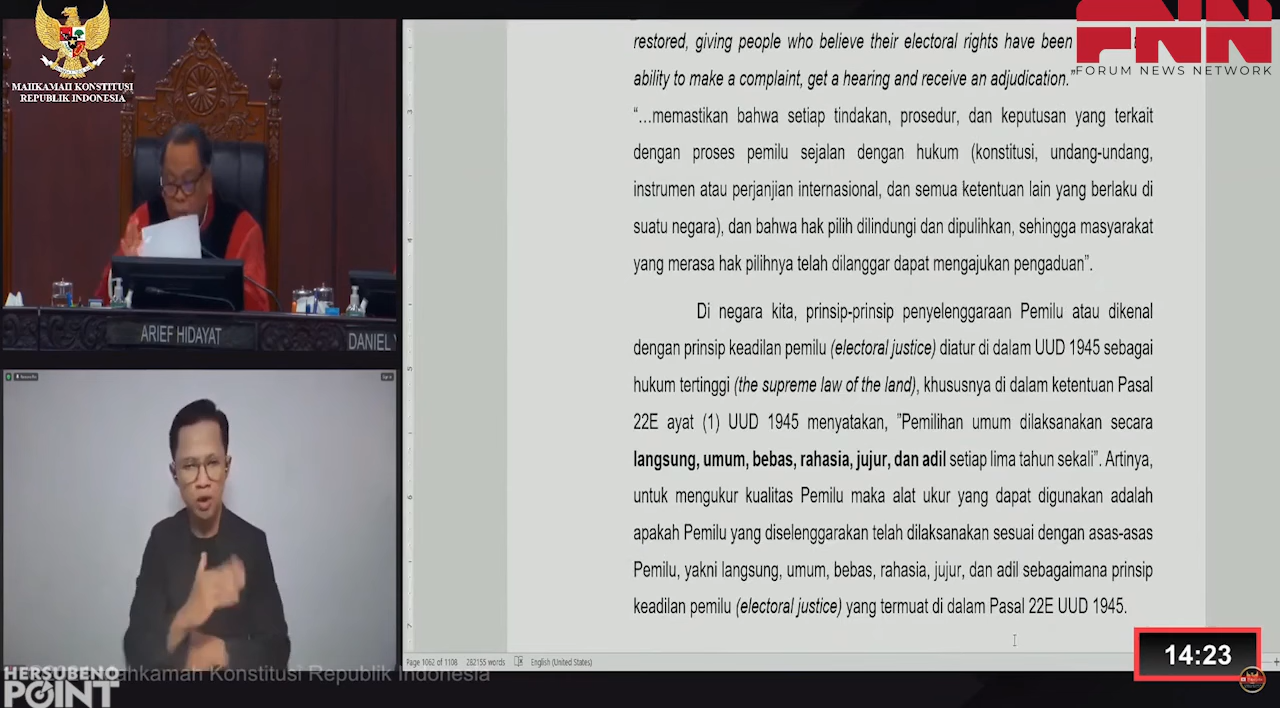 MAHKAMAH KONSTITUSI
REPUBLIK INDONESIA
ARIEF HIDAYAT
DANIEL Y
FNN
FORUM NEWS NETWORK
restored, giving people who believe their electoral rights have been
ability to make a complaint, get a hearing and receive an adjudication.”
“…memastikan bahwa setiap tindakan, prosedur, dan keputusan yang terkait
dengan proses pemilu sejalan dengan hukum (konstitusi, undang-undang,
instrumen atau perjanjian internasional, dan semua ketentuan lain yang berlaku di
suatu negara), dan bahwa hak pilih dilindungi dan dipulihkan, sehingga masyarakat
yang merasa hak pilihnya telah dilanggar dapat mengajukan pengaduan”.
Di negara kita, prinsip-prinsip penyelenggaraan Pemilu atau dikenal
dengan prinsip keadilan pemilu (electoral justice) diatur di dalam UUD 1945 sebagai
hukum tertinggi (the supreme law of the land), khususnya di dalam ketentuan Pasal
22E ayat (1) UUD 1945 menyatakan, ”Pemilihan umum dilaksanakan secara
langsung, umum, bebas, rahasia, jujur, dan adil setiap lima tahun sekali”. Artinya,
untuk mengukur kualitas Pemilu maka alat ukur yang dapat digunakan adalah
apakah Pemilu yang diselenggarakan telah dilaksanakan sesuai dengan asas-asas
Pemilu, yakni langsung, umum, bebas, rahasia, jujur, dan adil sebagaimana prinsip
keadilan pemilu (electoral justice) yang termuat di dalam Pasal 22E UUD 1945.
Page 1062 of 1108 282155 words English (United States)
14:23
HERSUBENO
POINT
ahkamah Konstitusi Republik Indonesia